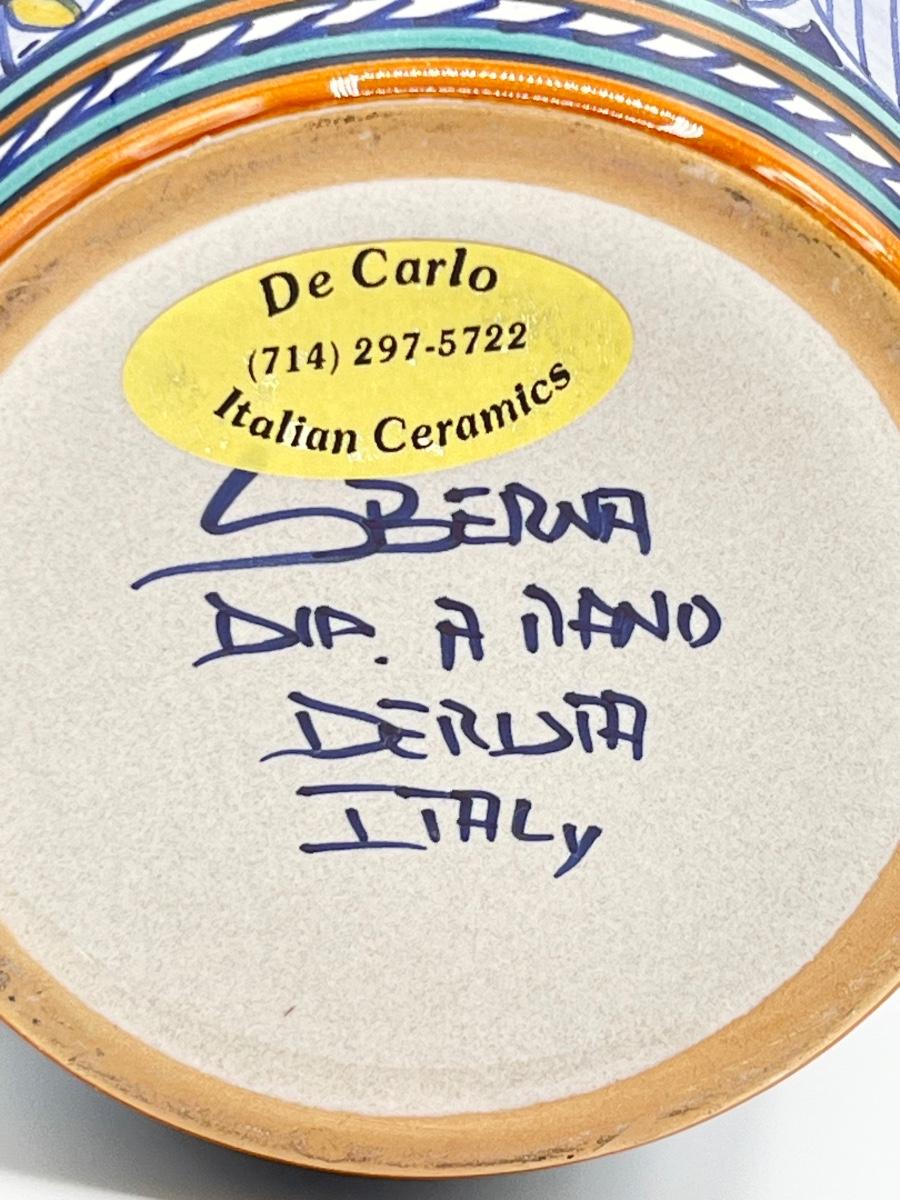 De Carlo
(714) 297-5722
Italian Ceramics
SBERNA
DIP. A MANO
DERUTA
ITALY